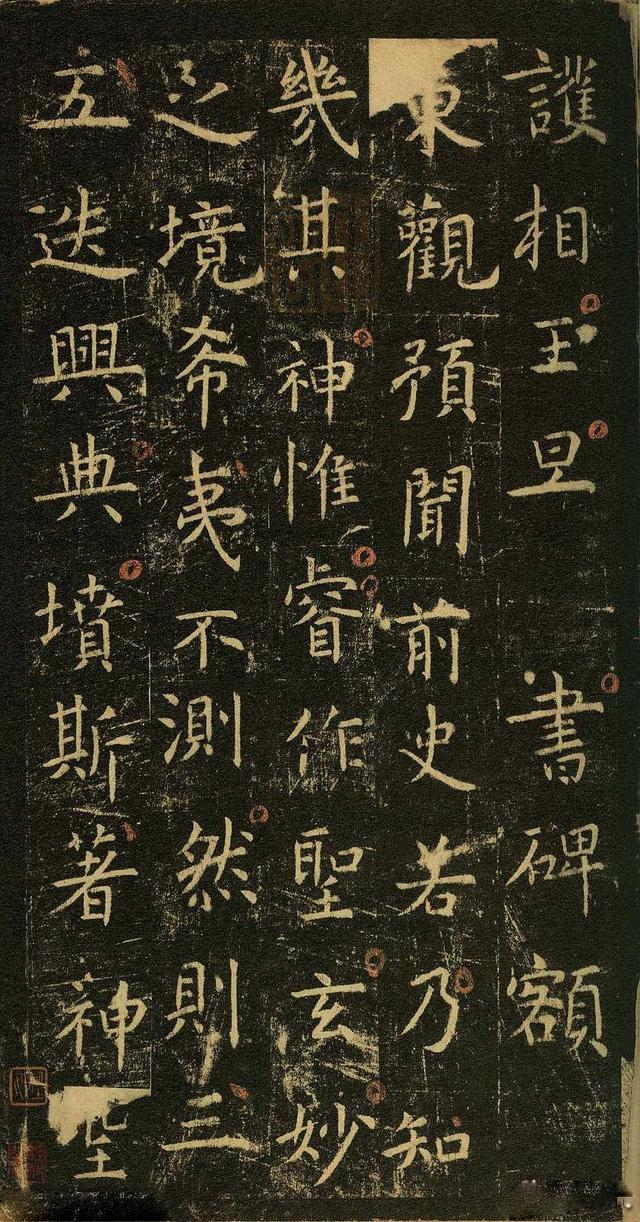 護相王旦書碑額
東觀預聞前史若乃知
幾其神惟睿作聖玄妙
之境希夷不測然則三
五迭興典墳斯著神聖